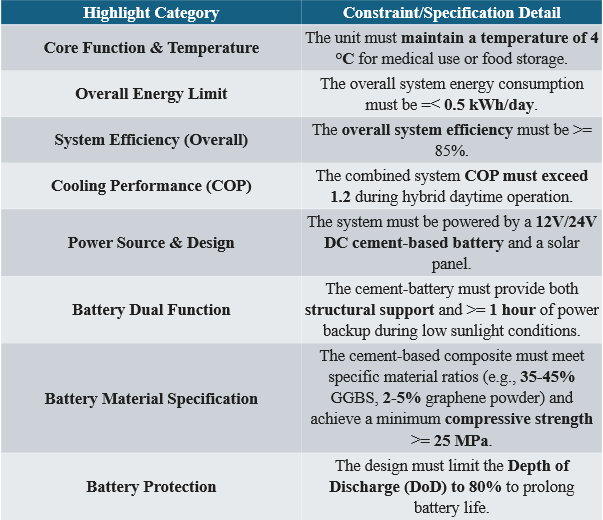 Highlight Category
Constraint/Specification Detail
Core Function & Temperature
The unit must maintain a temperature of 4
°C for medical use or food storage.
Overall Energy Limit
The overall system energy consumption
must be =< 0.5 kWh/day.
System Efficiency (Overall)
The overall system efficiency must be >=
85%.
Cooling Performance (COP)
The combined system COP must exceed
1.2 during hybrid daytime operation.
Power Source & Design
The system must be powered by a 12V/24V
DC cement-based battery and a solar
panel.
Battery Dual Function
The cement-battery must provide both
structural support and >= 1 hour of power
backup during low sunlight conditions.
Battery Material Specification
The cement-based composite must meet
specific material ratios (e.g., 35-45%
GGBS, 2-5% graphene powder) and
achieve a minimum compressive strength
>= 25 MPa.
Battery Protection
The design must limit the Depth of
Discharge (DoD) to 80% to prolong
battery life.